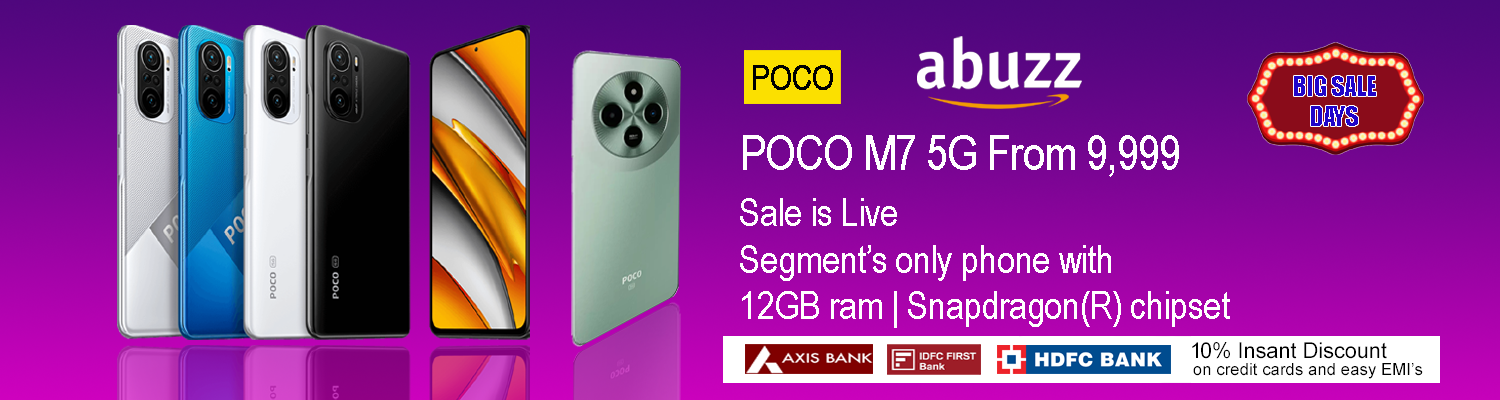 POCO
abuzz
BIG SALE
DAYS
POCO M7 5G From 9,999
Sale is Live
Segment's only phone with
12GB ram | Snapdragon(R) chipset
AXIS BANK
IDFC FIRST
Bank
HDFC BANK
10% Insant Discount
on credit cards and easy EMI's
PO
PO
POCO
POCO
POCO